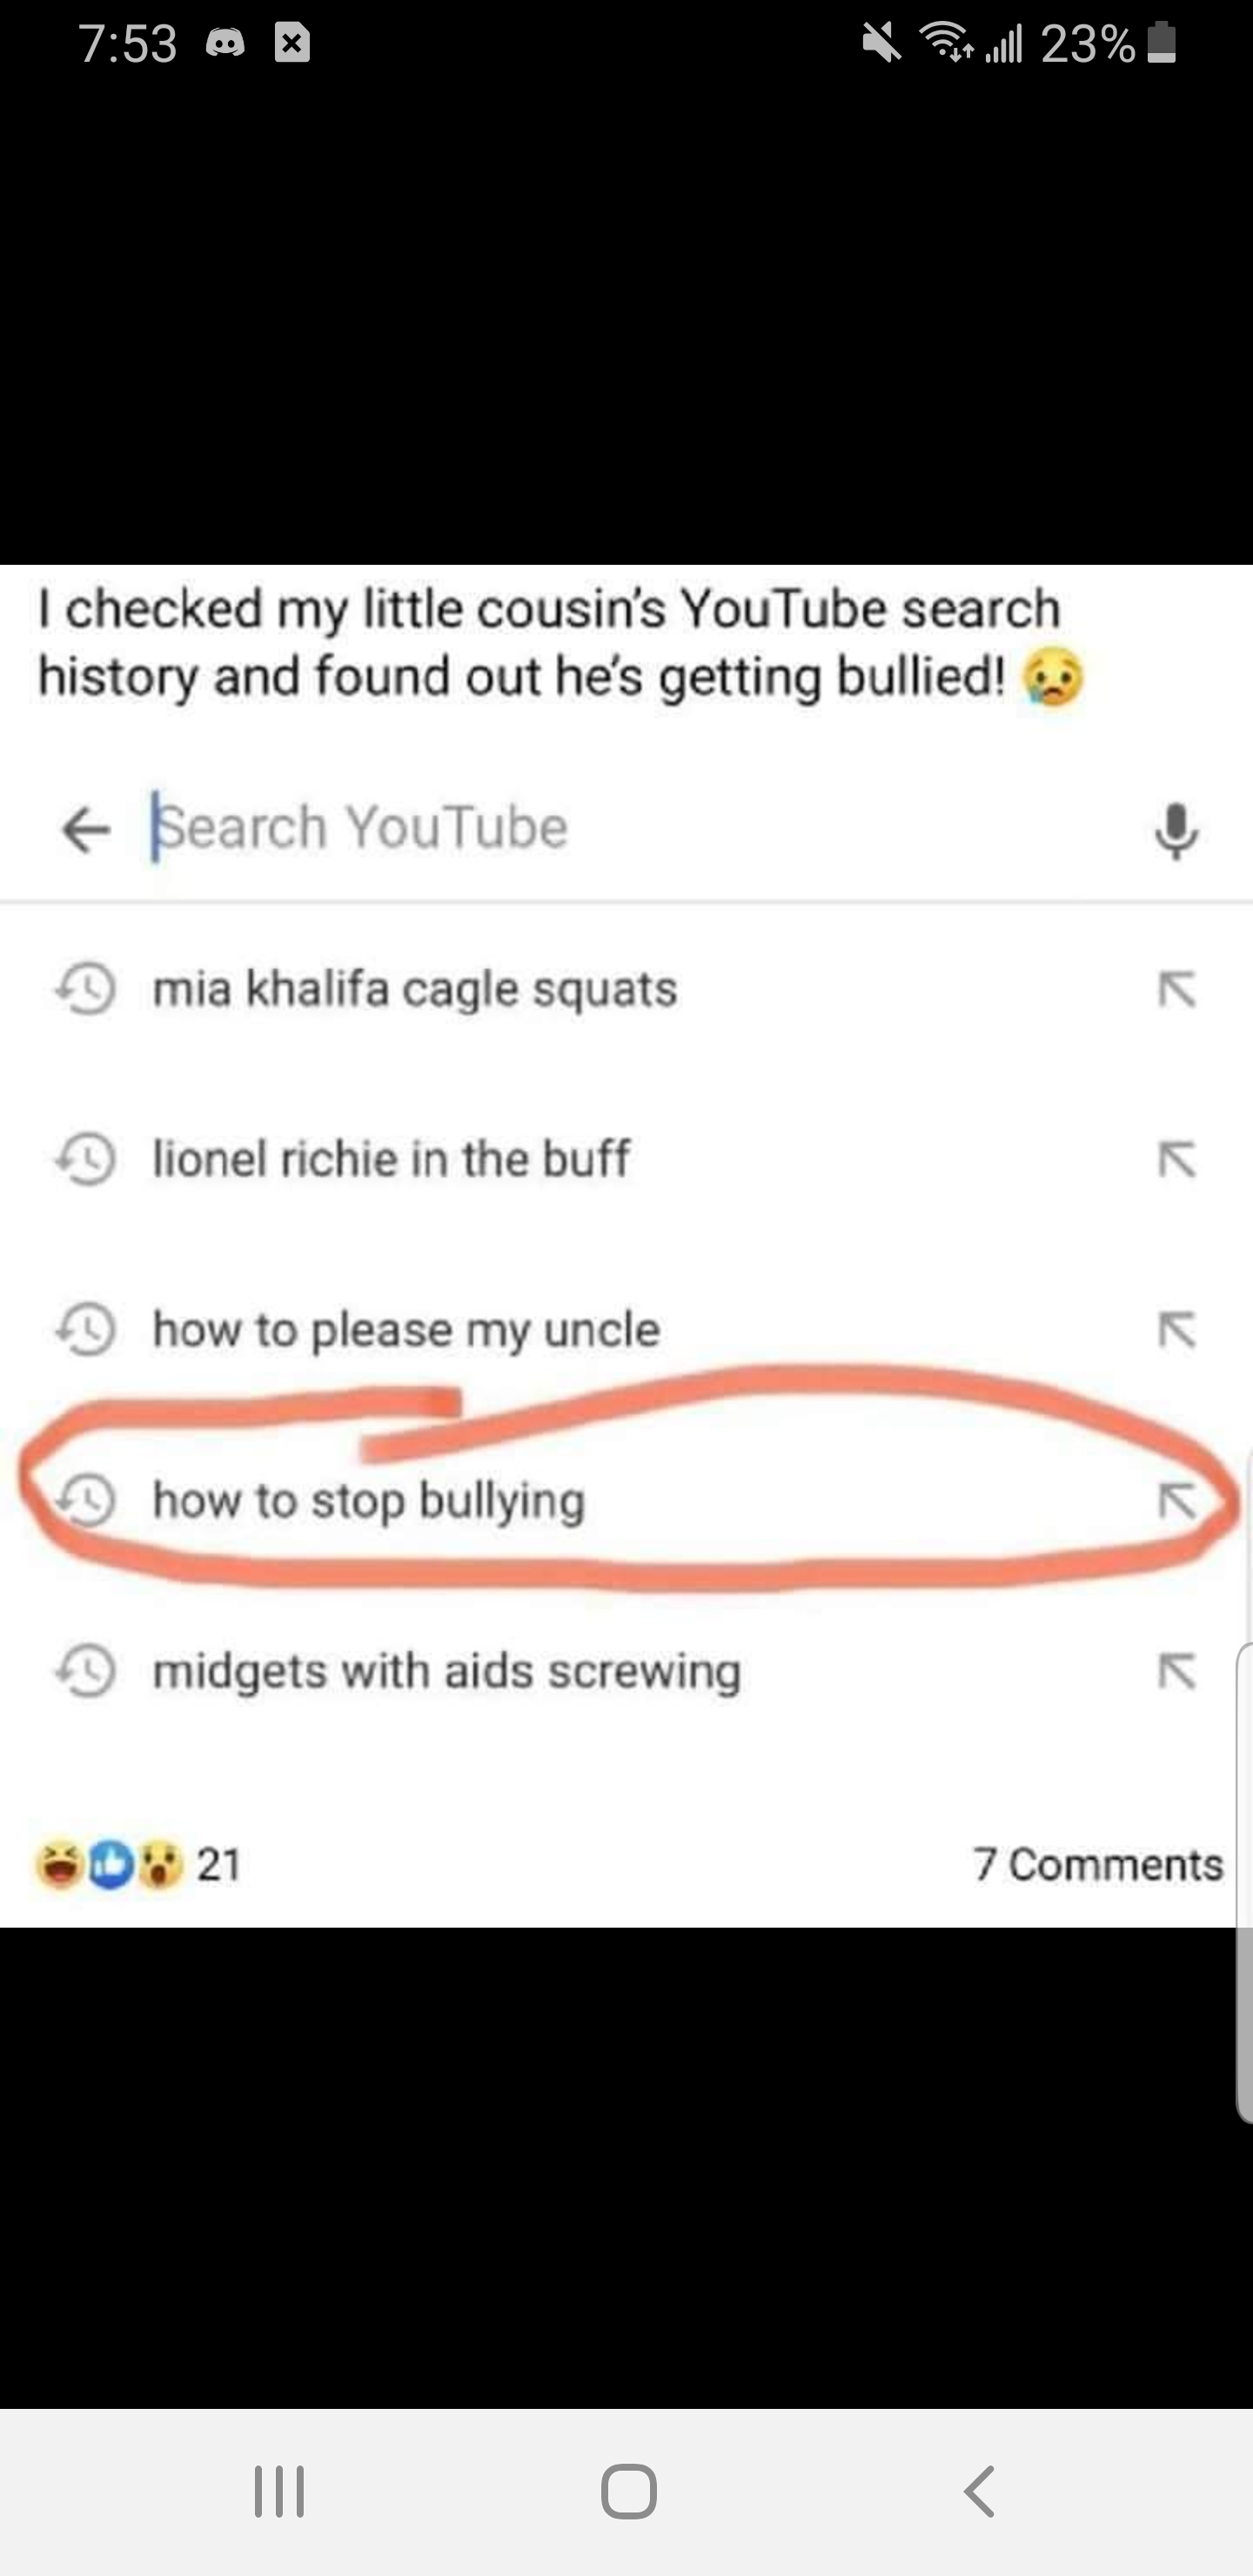 7:53 23%
I checked my little cousin's YouTube search
history and found out he's getting bullied! 😢
Search YouTube
mia khalifa cagle squats
lionel richie in the buff
how to please my uncle
how to stop bullying
midgets with aids screwing
21 7 Comments